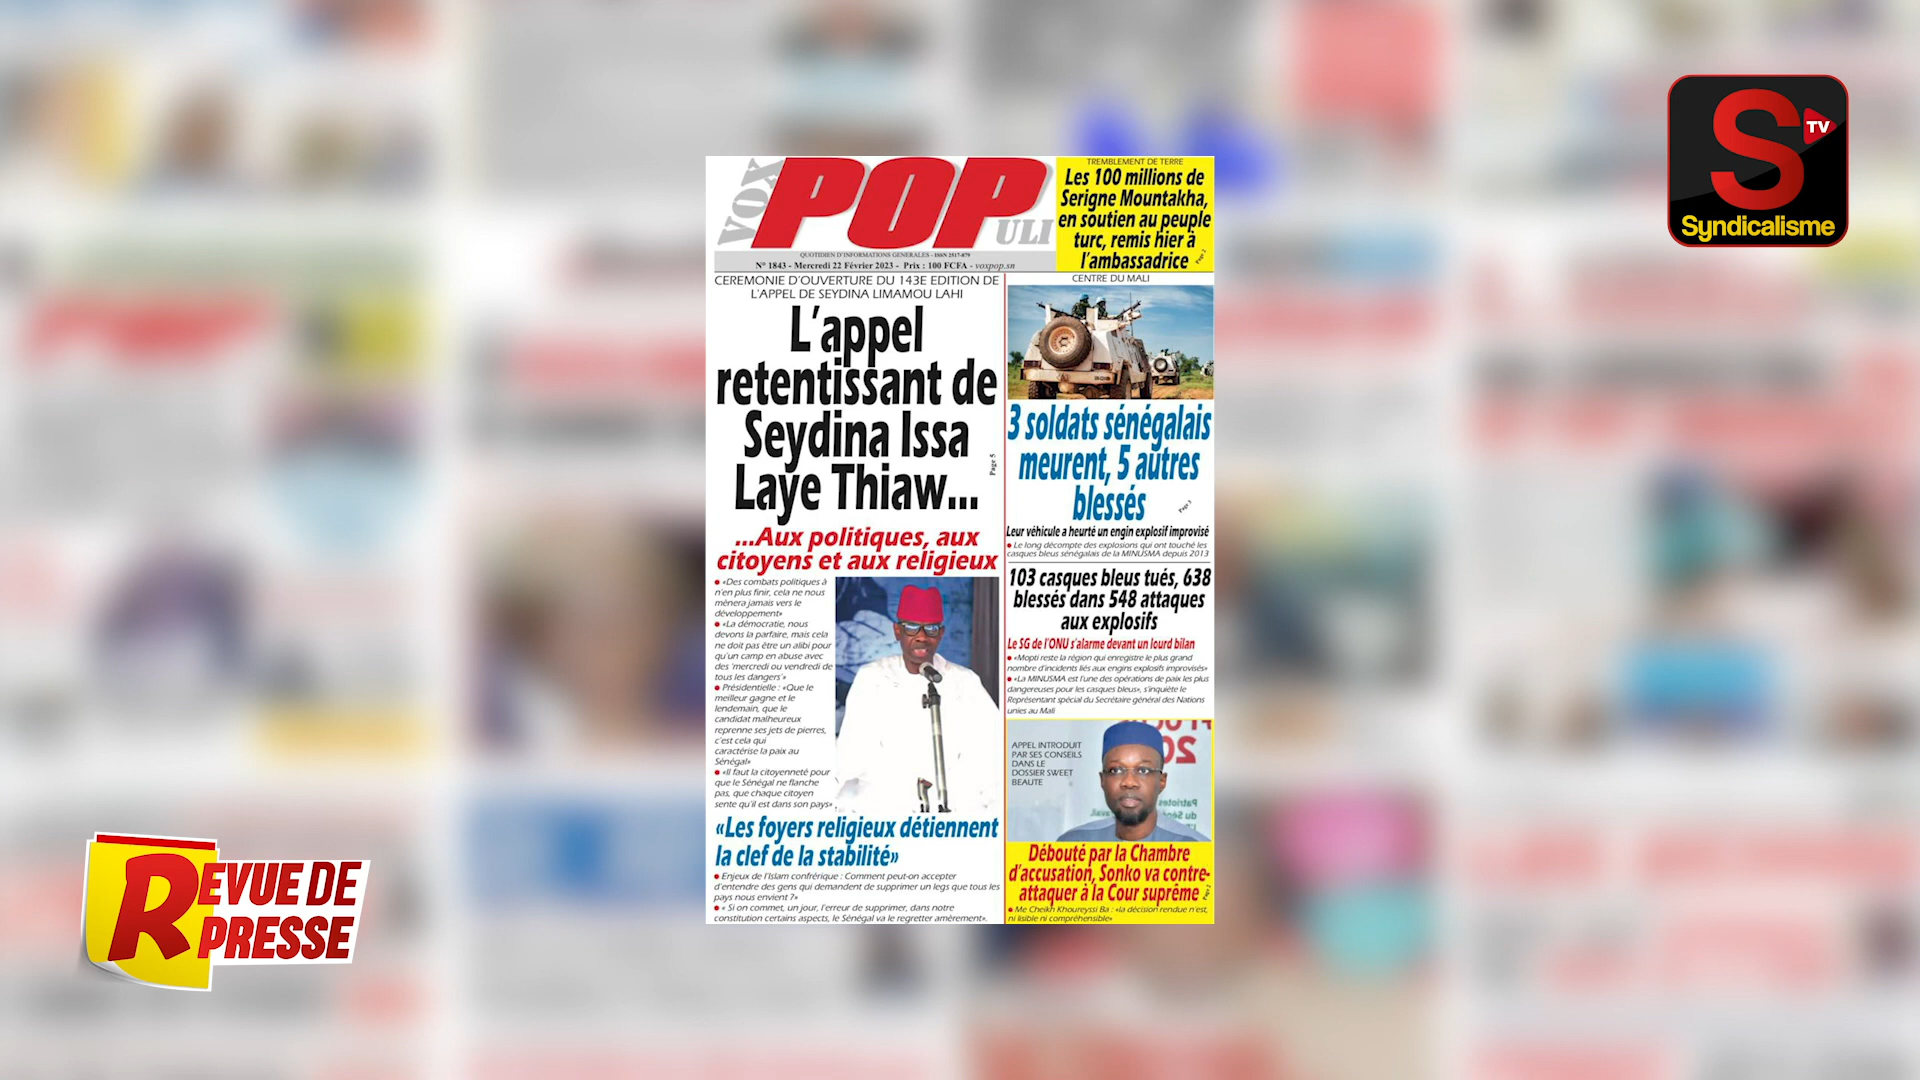 VOX POPULI
QUOTIDIEN D'INFORMATIONS GENERALES - ISSN 2517-879
N° 1843 - Mercredi 22 Février 2023 - Prix : 100 FCFA - voxpop.sn
TREMBLEMENT DE TERRE
Les 100 millions de
Serigne Mountakha,
en soutien au peuple
turc, remis hier à
l'ambassadrice
CEREMONIE D'OUVERTURE DU 143E EDITION DE
L'APPEL DE SEYDINA LIMAMOU LAHI
L'appel
retentissant de
Seydina Issa
Laye Thiaw...
Page 5
...Aux politiques, aux
citoyens et aux religieux
«Des combats politiques à
n'en plus finir, cela ne nous
mènera jamais vers le
développement»
«La démocratie, nous
devons la parfaire, mais cela
ne doit pas être un alibi pour
qu'un camp en abuse avec
des 'mercredi ou vendredi de
tous les dangers'»
Présidentielle : «Que le
meilleur gagne et le
lendemain, que le
candidat malheureux
reprenne ses jets de pierres,
c'est cela qui
caractérise la paix au
Sénégal»
«Il faut la citoyenneté pour
que le Sénégal ne flanche
pas, que chaque citoyen
sente qu'il est dans son pays»
«Les foyers religieux détiennent
la clef de la stabilité»
Enjeux de l'Islam confrérique : Comment peut-on accepter
d'entendre des gens qui demandent de supprimer un legs que tous les
pays nous envient ?»
« Si on commet, un jour, l'erreur de supprimer, dans notre
constitution certains aspects, le Sénégal va le regretter amèrement».
CENTRE DU MALI
3 soldats sénégalais
meurent, 5 autres
blessés
Page 3
Leur véhicule a heurté un engin explosif improvisé
Le long décompte des explosions qui ont touché les
casques bleus sénégalais de la MINUSMA depuis 2013
103 casques bleus tués, 638
blessés dans 548 attaques
aux explosifs
Le SG de l'ONU s'alarme devant un lourd bilan
«Mopti reste la région qui enregistre le plus grand
nombre d'incidents liés aux engins explosifs improvisés»
«La MINUSMA est l'une des opérations de paix les plus
dangereuses pour les casques bleus», s'inquiète le
Représentant spécial du Secrétaire général des Nations
unies au Mali
APPEL INTRODUIT
PAR SES CONSEILS
DANS LE
DOSSIER SWEET
BEAUTE
Débouté par la Chambre
d'accusation, Sonko va contre-
attaquer à la Cour suprême
Me Cheikh Khoureyssi Ba : «la décision rendue n'est,
ni lisible ni compréhensible»
S TV
Syndicalisme
REVUE DE
PRESSE